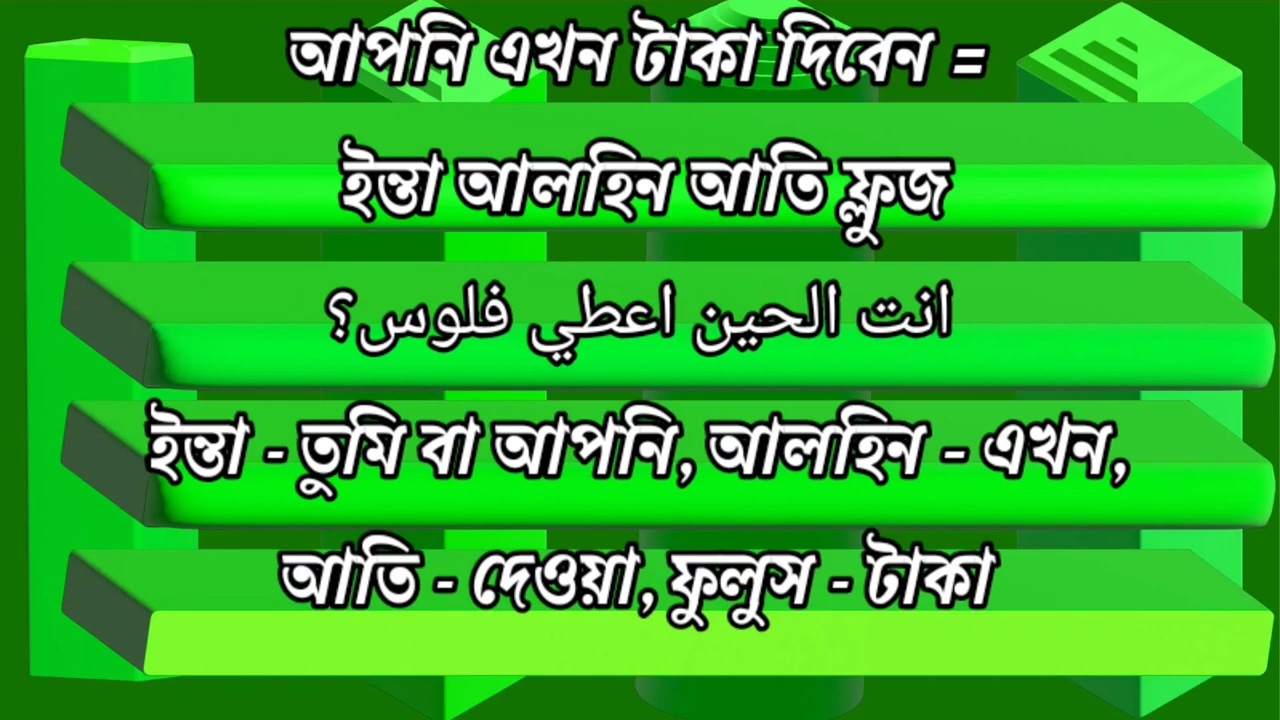 আপনি এখন টাকা দিবেন =
ইন্তা আলহিন আতি ফ্লুজ
انت الحين اعطي فلوس؟
ইন্তা - তুমি বা আপনি, আলহিন - এখন,
আতি - দেওয়া, ফুলুস - টাকা